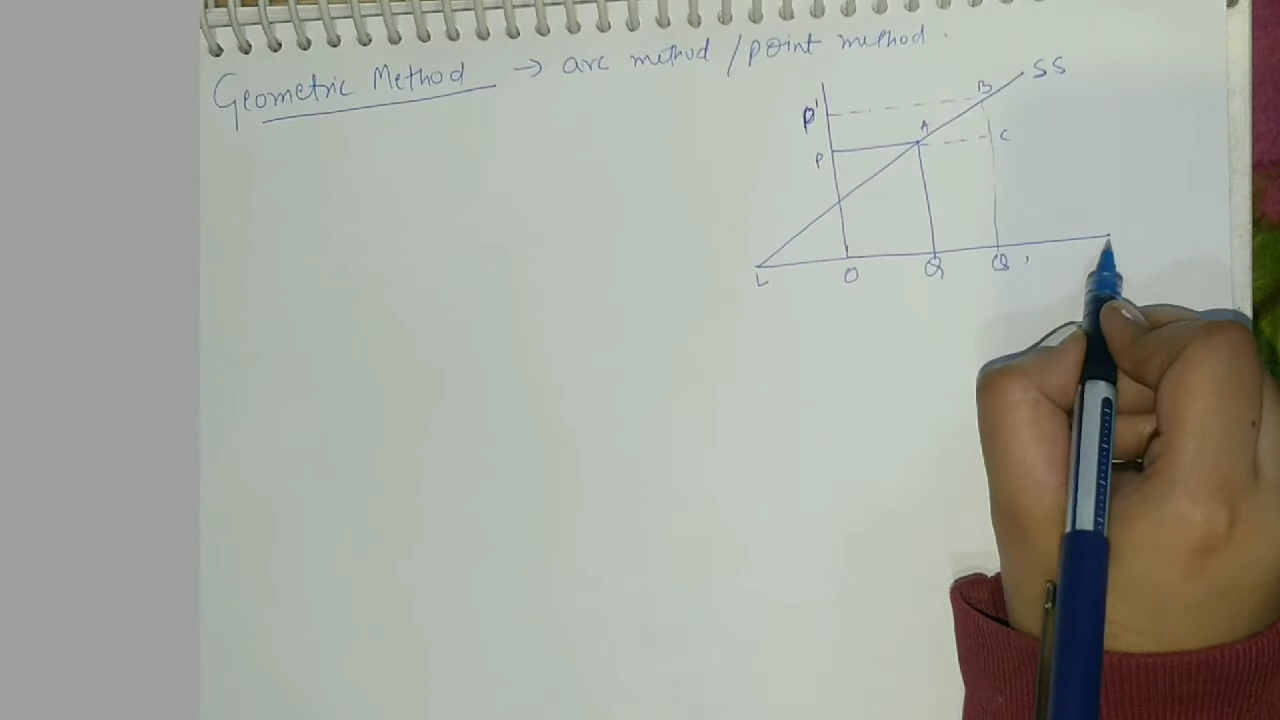 Geometric Method → arc method / point method.
SS
B
P'
A
C
P
L
O
Q
Q'